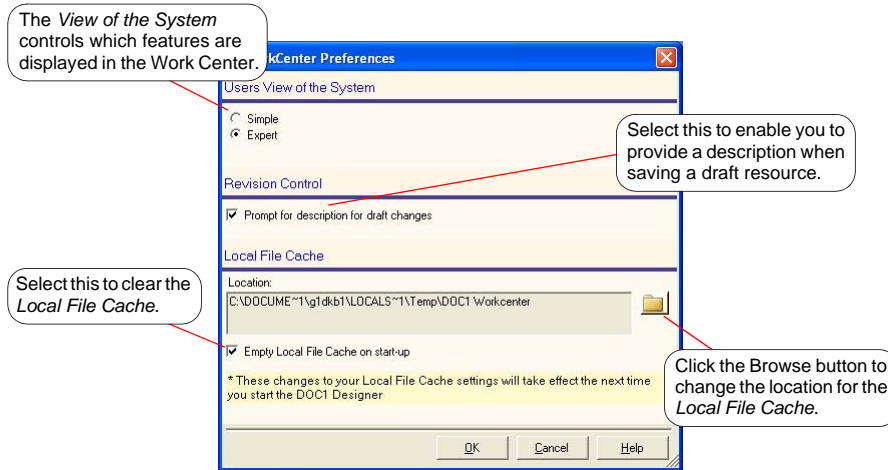 The View of the System
controls which features are
displayed in the Work Center.
kCenter Preferences
Users View of the System
Simple
Expert
Select this to enable you to
provide a description when
saving a draft resource.
Revision Control
Prompt for description for draft changes
Local File Cache
Select this to clear the
Local File Cache.
Location:
C:\DOCUME~1\g1dkb1\LOCALS~1\Temp\DOC1 Workcenter
Empty Local File Cache on start-up
Click the Browse button to
change the location for the
Local File Cache.
* These changes to your Local File Cache settings will take effect the next time
you start the DOC1 Designer
OK Cancel Help